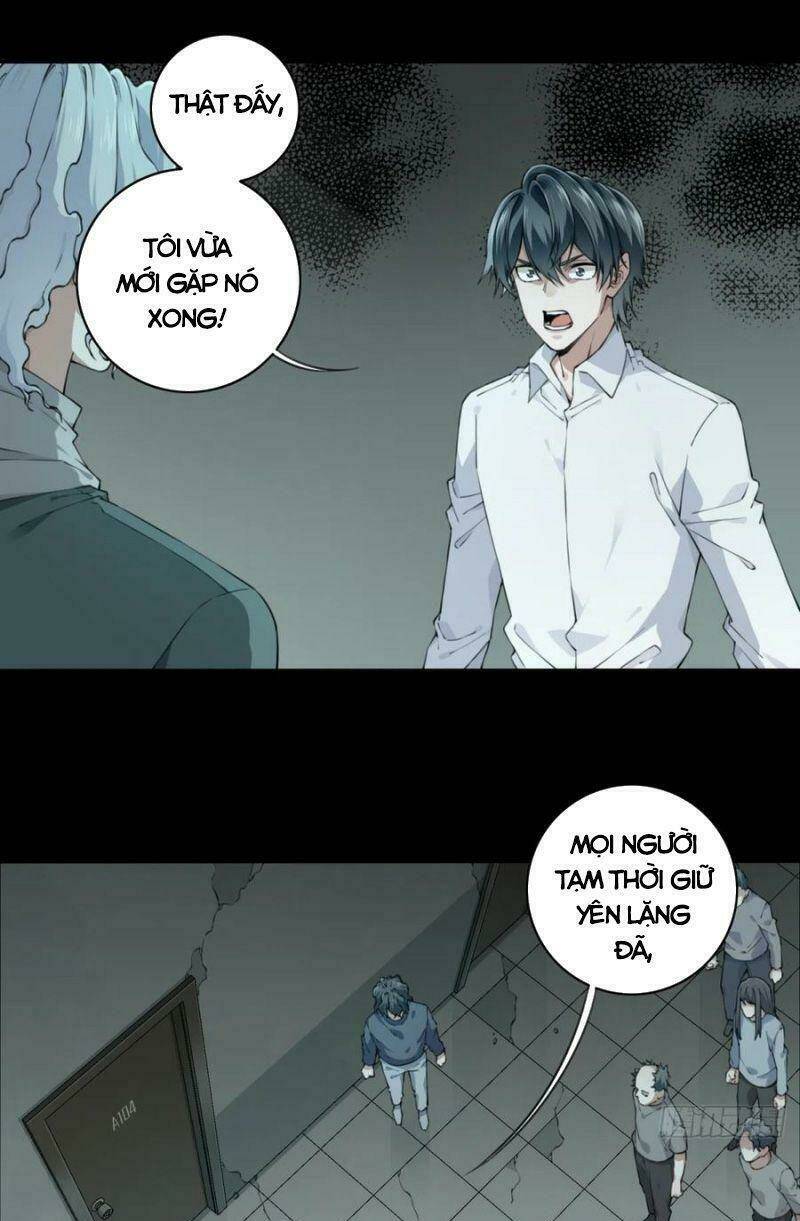 THẬT ĐẤY,
TÔI VỪA
MỚI GẶP NÓ
XONG!
MỌI NGƯỜI
TẠM THỜI GIỮ
YÊN LẶNG
ĐÃ,
A104